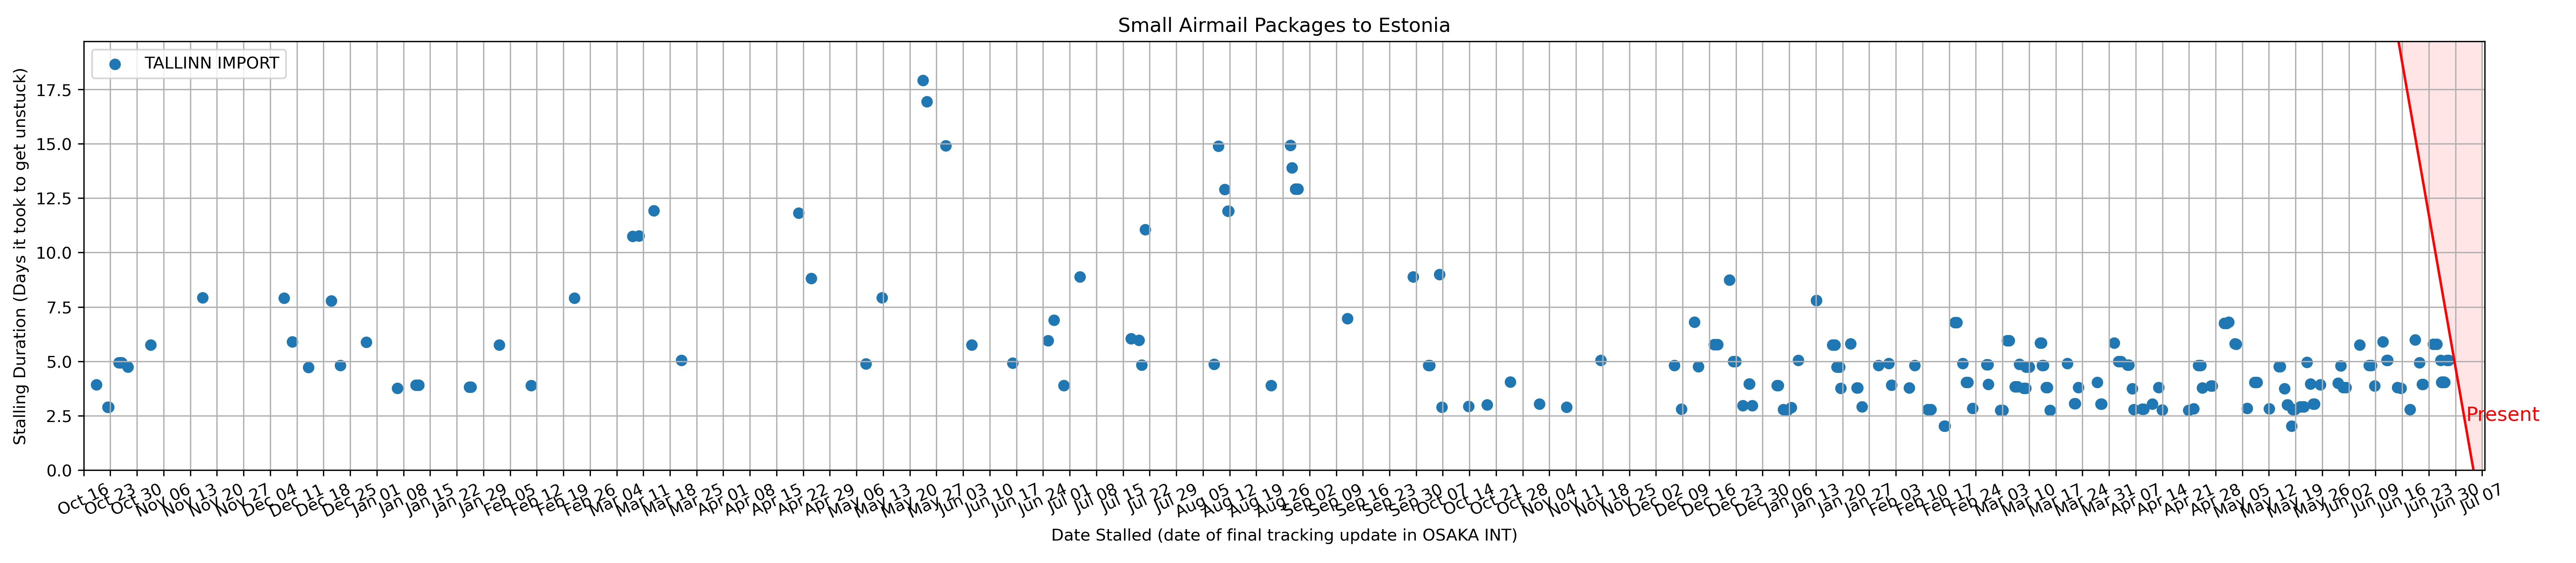 Small Airmail Packages to Estonia
TALLINN IMPORT
Stalling Duration (Days it took to get unstuck)
17.5
15.0
12.5
10.0
7.5
5.0
2.5
0.0
Present
Oct 16
Oct 23
Oct 30
Nov 06
Nov 13
Nov 20
Nov 27
Dec 04
Dec 11
Dec 18
Dec 25
Jan 01
Jan 08
Jan 15
Jan 22
Jan 29
Feb 05
Feb 12
Feb 19
Feb 26
Mar 04
Mar 11
Mar 18
Mar 25
Apr 01
Apr 08
Apr 15
Apr 22
Apr 29
May 06
May 13
May 20
May 27
Jun 03
Jun 10
Jun 17
Jun 24
Jul 01
Jul 08
Jul 15
Jul 22
Jul 29
Aug 05
Aug 12
Aug 19
Aug 26
Sep 02
Sep 09
Sep 16
Sep 23
Sep 30
Oct 07
Oct 14
Oct 21
Oct 28
Nov 04
Nov 11
Nov 18
Nov 25
Dec 02
Dec 09
Dec 16
Dec 23
Dec 30
Jan 06
Jan 13
Jan 20
Jan 27
Feb 03
Feb 10
Feb 17
Feb 24
Mar 03
Mar 10
Mar 17
Mar 24
Mar 31
Apr 07
Apr 14
Apr 21
Apr 28
May 05
May 12
May 19
May 26
Jun 02
Jun 09
Jun 16
Jun 23
Jun 30
Jul 07
Date Stalled (date of final tracking update in OSAKA INT)